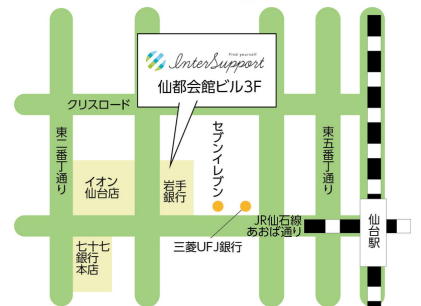 find yourself
InterSupport
仙都会館ビル3F
クリスロード
東二番丁通り
イオン
仙台店
岩手
銀行
セブンイレブン
東五番丁通り
JR仙石線
あおば通り
仙台駅
三菱UFJ銀行
七十七
銀行
本店